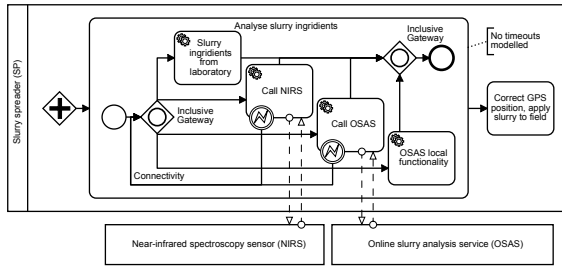 Slurry spreader (SP)
Analyse slurry ingridients
Slurry
ingridients
from
laboratory
Inclusive
Gateway
Call NIRS
Call OSAS
Inclusive
Gateway
OSAS local
functionality
Connectivity
No timeouts
modelled
Correct GPS
position, apply
slurry to field
Near-infrared spectroscopy sensor (NIRS)
Online slurry analysis service (OSAS)